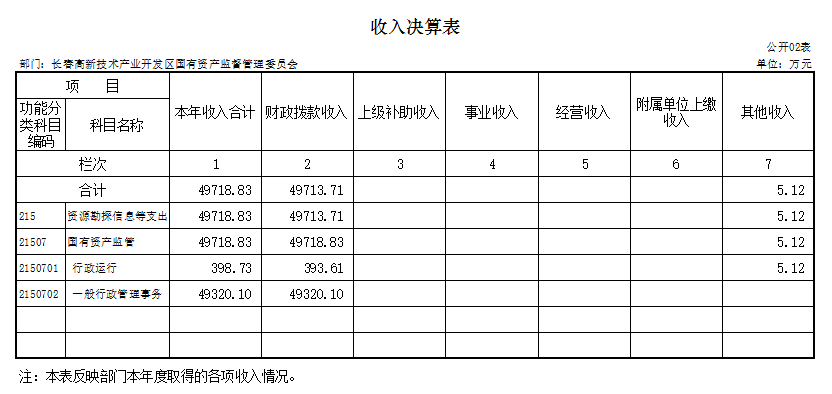 收入决算表
公开02表
部门：长春高新技术产业开发区国有资产监督管理委员会 单位：万元
项 目 本年收入合计 财政拨款收入 上级补助收入 事业收入 经营收入 附属单位上缴收入 其他收入
功能分类科目编码 科目名称
栏次 1 2 3 4 5 6 7
合计 49718.83 49713.71 5.12
215 资源勘探信息等支出 49718.83 49713.71 5.12
21507 国有资产监管 49718.83 49718.83 5.12
2150701 行政运行 398.73 393.61 5.12
2150702 一般行政管理事务 49320.10 49320.10
注：本表反映部门本年度取得的各项收入情况。